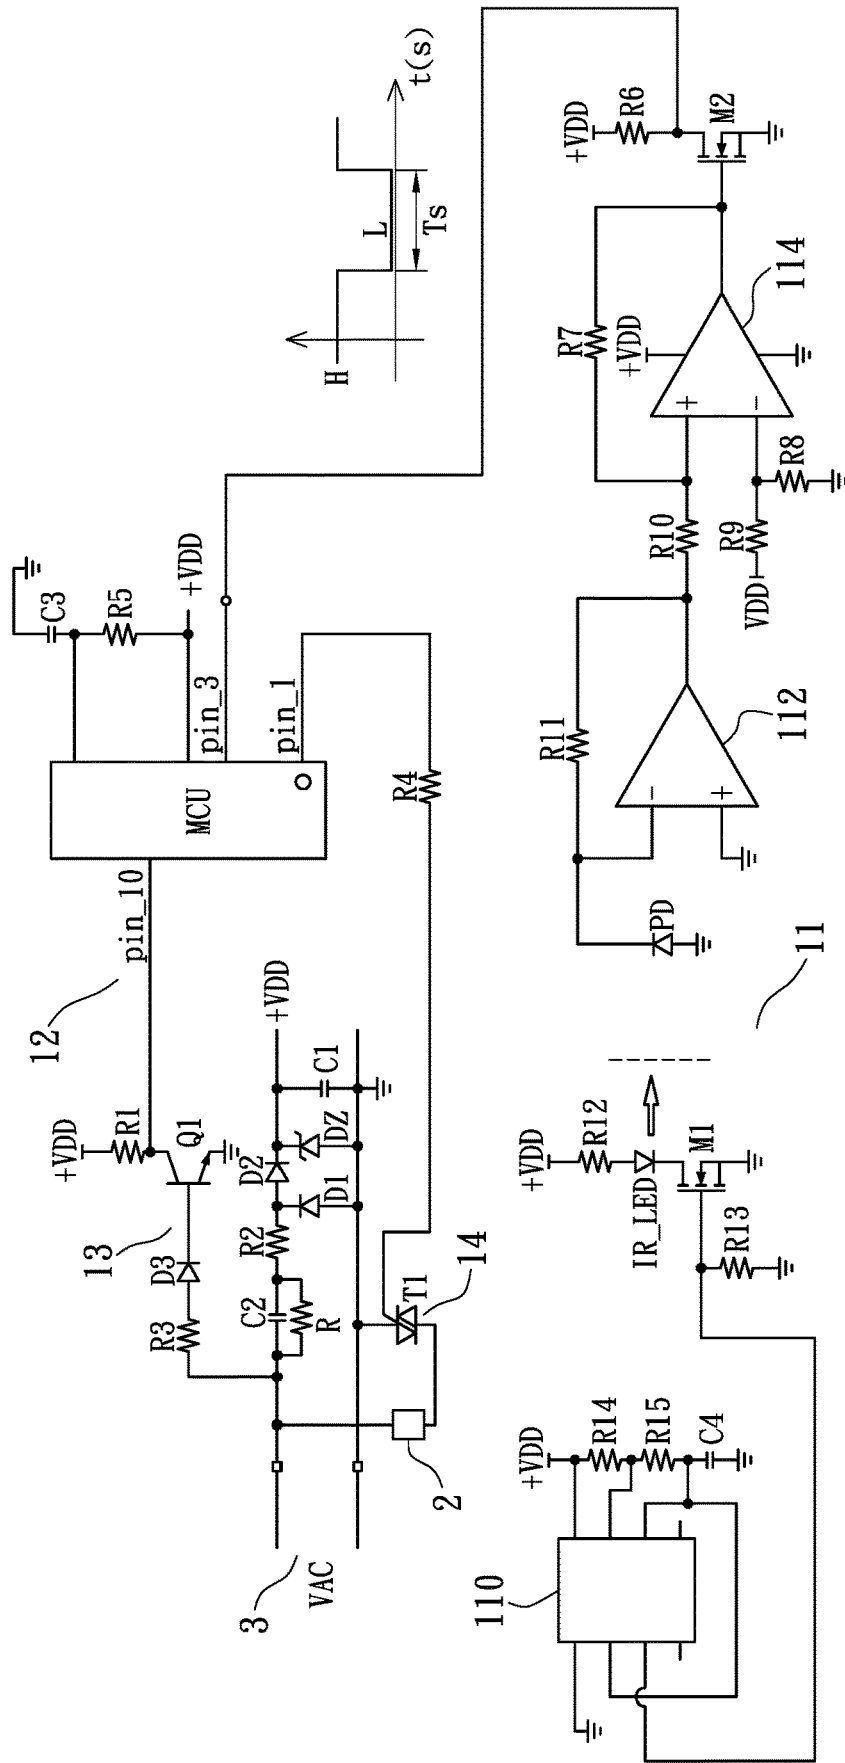 3
VAC
2
R3
D3
13
+VDD
R1
Q1
12
pin_10
MCU
C3
R5
+VDD
pin_3
pin_1
R4
C2
R
R2
D2
D1
DZ
C1
+VDD
T1
14
H
L
Ts
t(s)
110
+VDD
R14
R15
C4
+VDD
R12
IR_LED
M1
R13
11
PD
R11
-
+
112
R10
R9
VDD
R8
R7
+VDD
+
-
114
+VDD
R6
M2